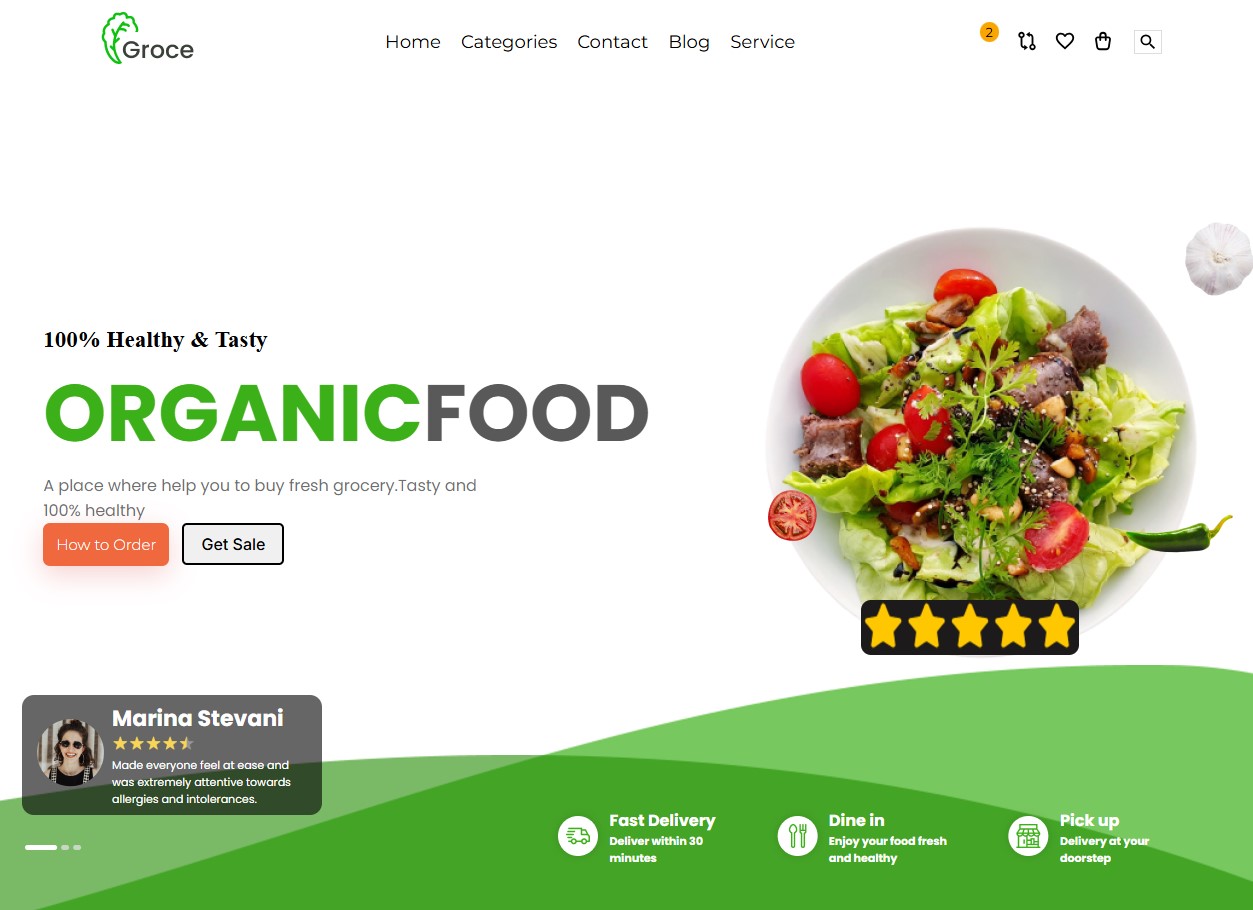 Groce
Home Categories Contact Blog Service
2
100% Healthy & Tasty
ORGANICFOOD
A place where help you to buy fresh grocery.Tasty and
100% healthy
How to Order
Get Sale
Marina Stevani
Made everyone feel at ease and
was extremely attentive towards
allergies and intolerances.
Fast Delivery
Deliver within 30
minutes
Dine in
Enjoy your food fresh
and healthy
Pick up
Delivery at your
doorstep